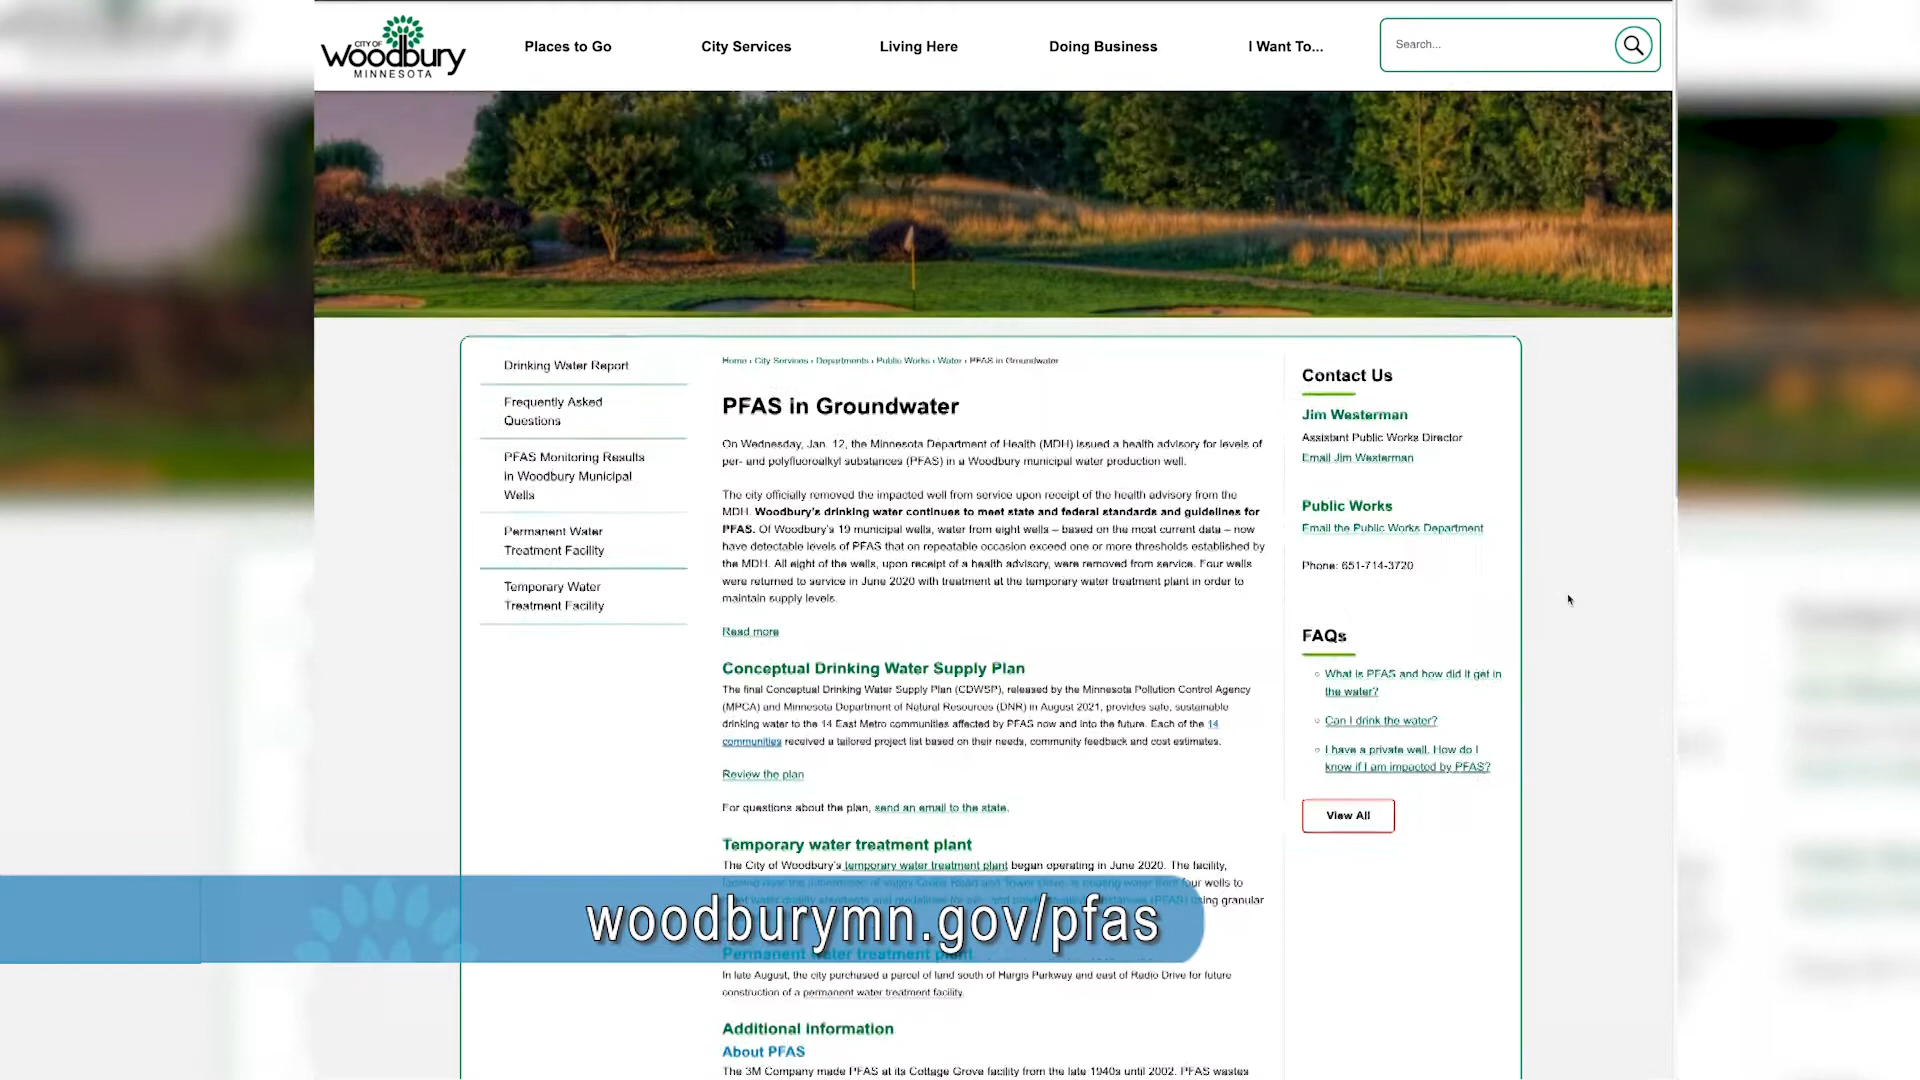 CITY OF
Woodbury
MINNESOTA
Places to Go
City Services
Living Here
Doing Business
I Want To...
Search...
Drinking Water Report
Frequently Asked
Questions
PFAS Monitoring Results
in Woodbury Municipal
Wells
Permanent Water
Treatment Facility
Temporary Water
Treatment Facility
Home › City Services › Departments › Public Works › Water › PFAS in Groundwater
PFAS in Groundwater
On Wednesday, Jan. 12, the Minnesota Department of Health (MDH) issued a health advisory for levels of
per- and polyfluoroalkyl substances (PFAS) in a Woodbury municipal water production well.
The city officially removed the impacted well from service upon receipt of the health advisory from the
MDH. Woodbury's drinking water continues to meet state and federal standards and guidelines for
PFAS. Of Woodbury's 19 municipal wells, water from eight wells – based on the most current data – now
have detectable levels of PFAS that on repeatable occasion exceed one or more thresholds established by
the MDH. All eight of the wells, upon receipt of a health advisory, were removed from service. Four wells
were returned to service in June 2020 with treatment at the temporary water treatment plant in order to
maintain supply levels.
Read more
Conceptual Drinking Water Supply Plan
The final Conceptual Drinking Water Supply Plan (CDWSP), released by the Minnesota Pollution Control Agency
(MPCA) and Minnesota Department of Natural Resources (DNR) in August 2021, provides safe, sustainable
drinking water to the 14 East Metro communities affected by PFAS now and into the future. Each of the 14
communities received a tailored project list based on their needs, community feedback and cost estimates.
Review the plan
For questions about the plan, send an email to the state.
Temporary water treatment plant
The City of Woodbury's temporary water treatment plant began operating in June 2020. The facility,
four wells to
using granular
Permanent water treatment plant
In late August, the city purchased a parcel of land south of Hargis Parkway and east of Radio Drive for future
construction of a permanent water treatment facility.
Additional information
About PFAS
The 3M Company made PFAS at its Cottage Grove facility from the late 1940s until 2002. PFAS wastes
Contact Us
Jim Westerman
Assistant Public Works Director
Email Jim Westerman
Public Works
Email the Public Works Department
Phone: 651-714-3720
FAQs
What is PFAS and how did it get in
the water?
Can I drink the water?
I have a private well. How do I
know if I am impacted by PFAS?
View All
woodburymn.gov/pfas